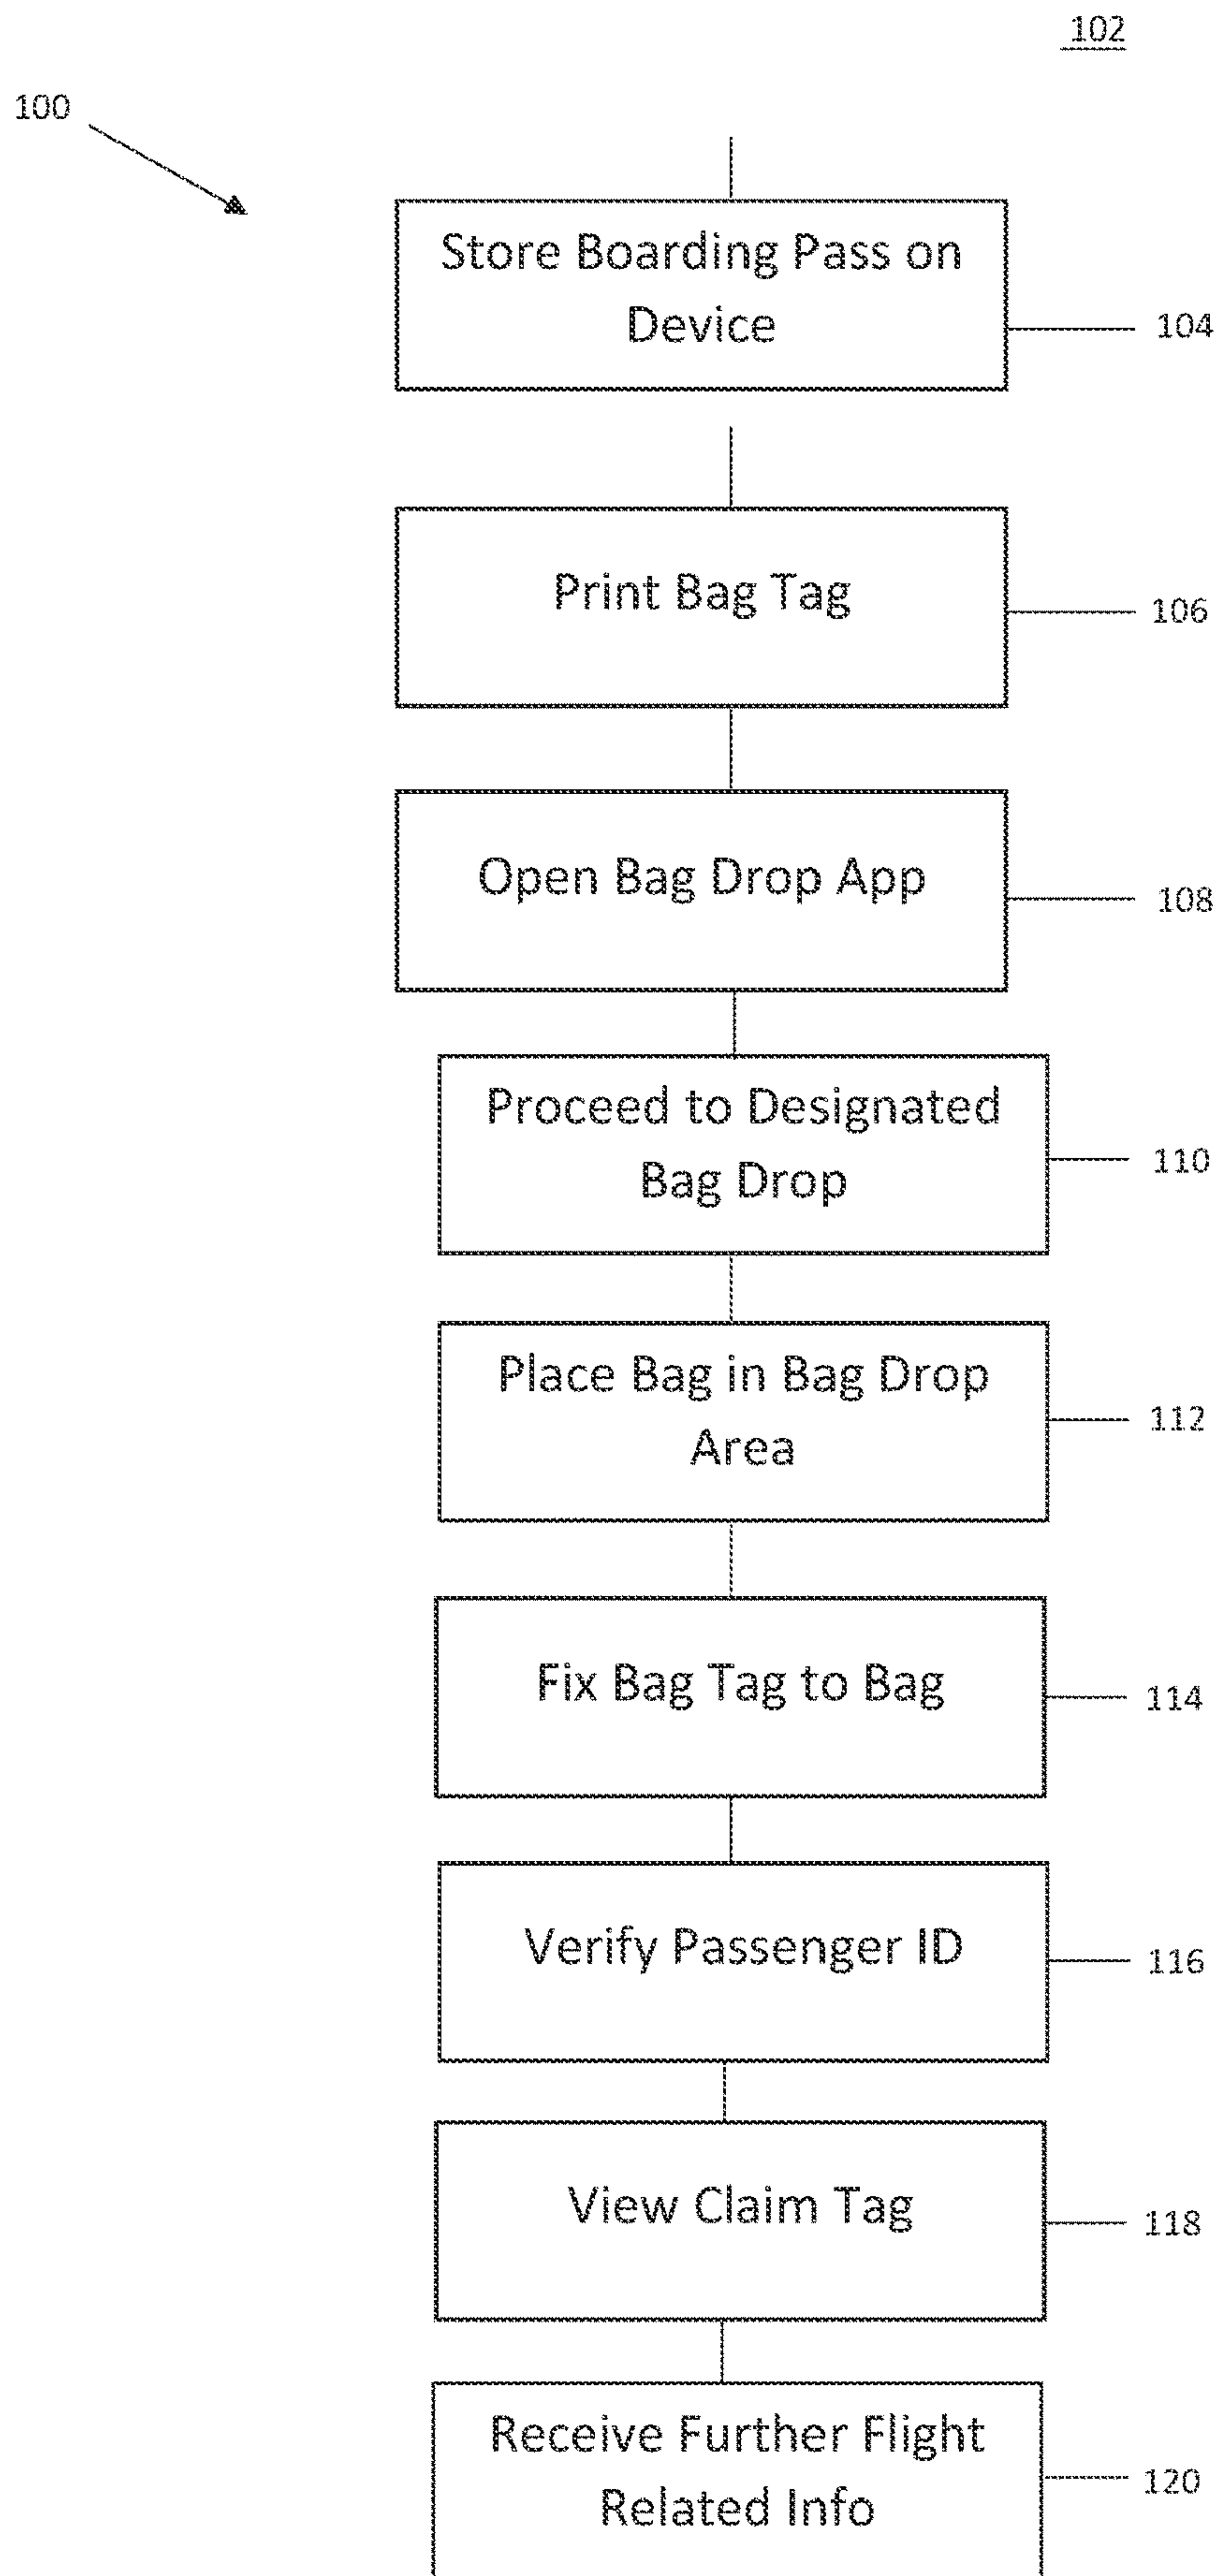 102
100
Store Boarding Pass on
Device
104
Print Bag Tag
106
Open Bag Drop App
108
Proceed to Designated
Bag Drop
110
Place Bag in Bag Drop
Area
112
Fix Bag Tag to Bag
114
Verify Passenger ID
116
View Claim Tag
118
Receive Further Flight
Related Info
120